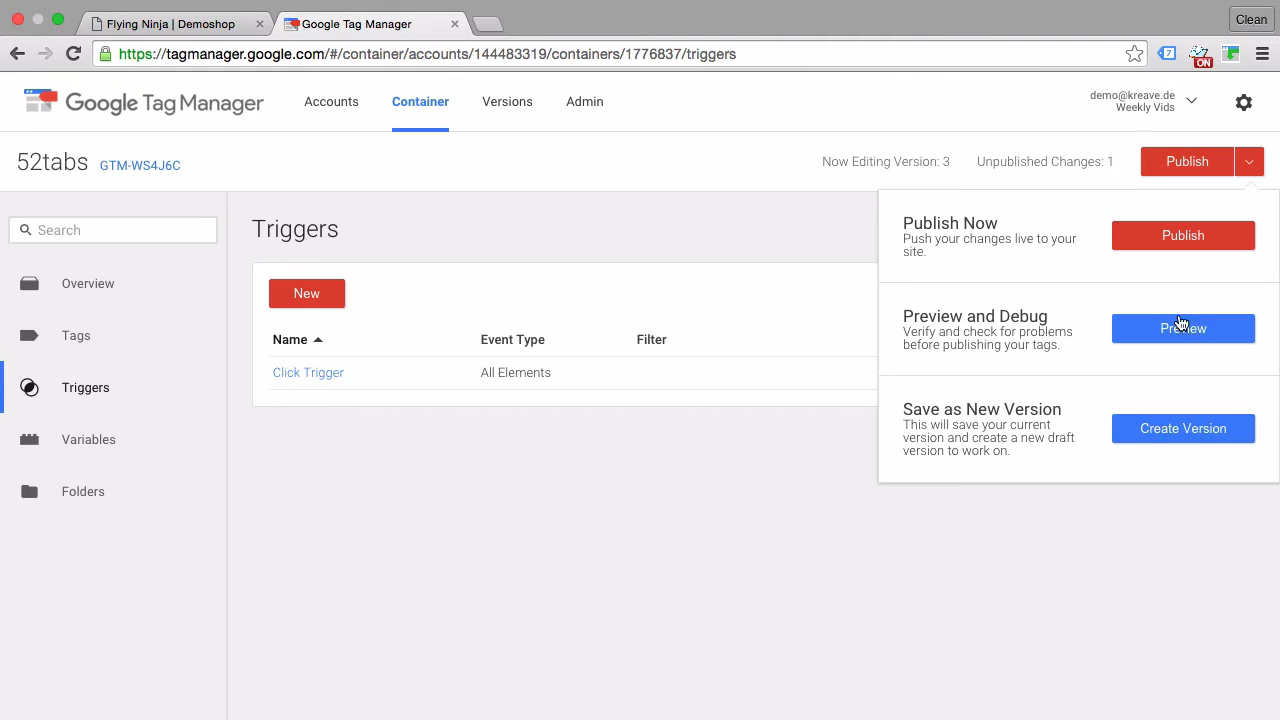 Flying Ninja | Demoshop
Google Tag Manager
Clean
https://tagmanager.google.com/#/container/accounts/144483319/containers/1776837/triggers
7
ON
Google Tag Manager
Accounts
Container
Versions
Admin
demo@kreave.de
Weekly Vids
52tabs
GTM-WS4J6C
Now Editing Version: 3
Unpublished Changes: 1
Publish
Search
Overview
Tags
Triggers
Variables
Folders
Triggers
New
Name
Event Type
Filter
Click Trigger
All Elements
Publish Now
Push your changes live to your
site.
Publish
Preview and Debug
Verify and check for problems
before publishing your tags.
Preview
Save as New Version
This will save your current
version and create a new draft
version to work on.
Create Version